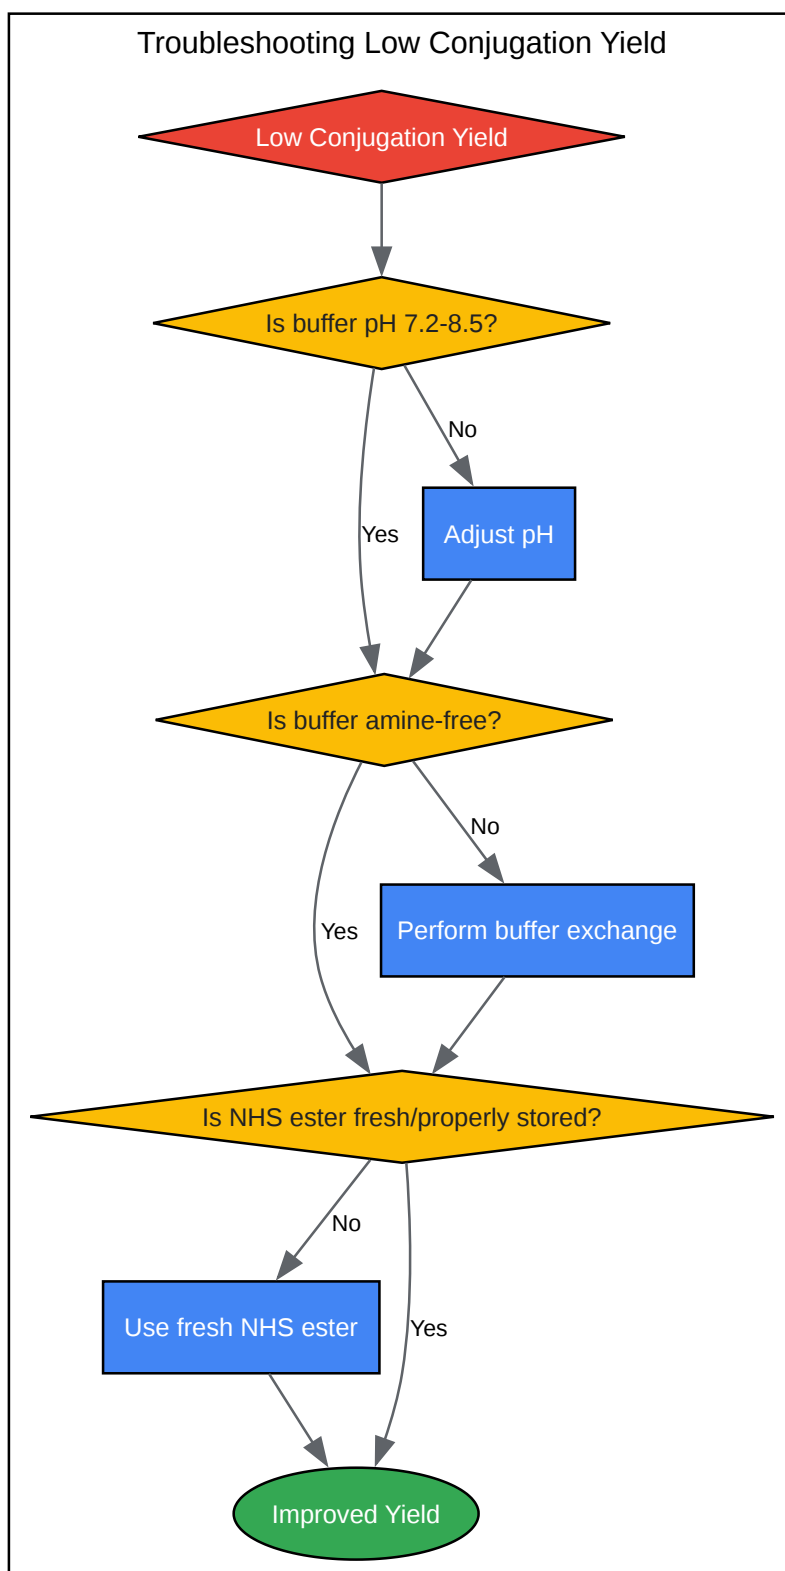 Troubleshooting Low Conjugation Yield
Low Conjugation Yield
Is buffer pH 7.2-8.5?
No
Yes
Adjust pH
Is buffer amine-free?
No
Yes
Perform buffer exchange
Is NHS ester fresh/properly stored?
No
Use fresh NHS ester
Yes
Improved Yield